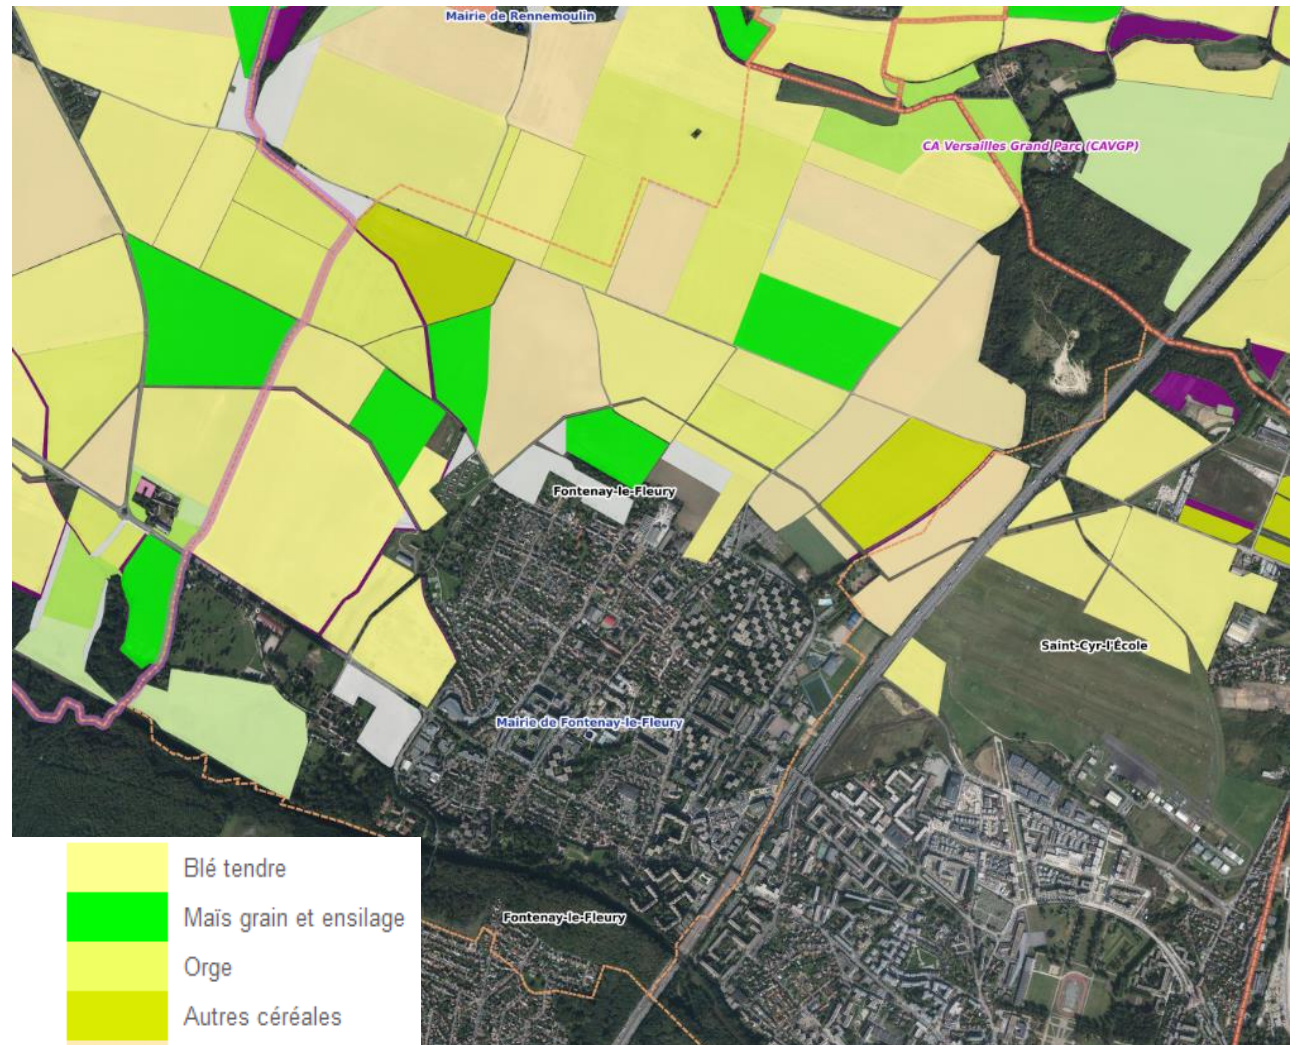 Mairie de Rennemoulin
CA Versailles Grand Parc (CAVGP)
Fontenay-le-Fleury
Saint-Cyr-l'École
Mairie de Fontenay-le-Fleury
Fontenay-le-Fleury
Blé tendre
Maïs grain et ensilage
Orge
Autres céréales